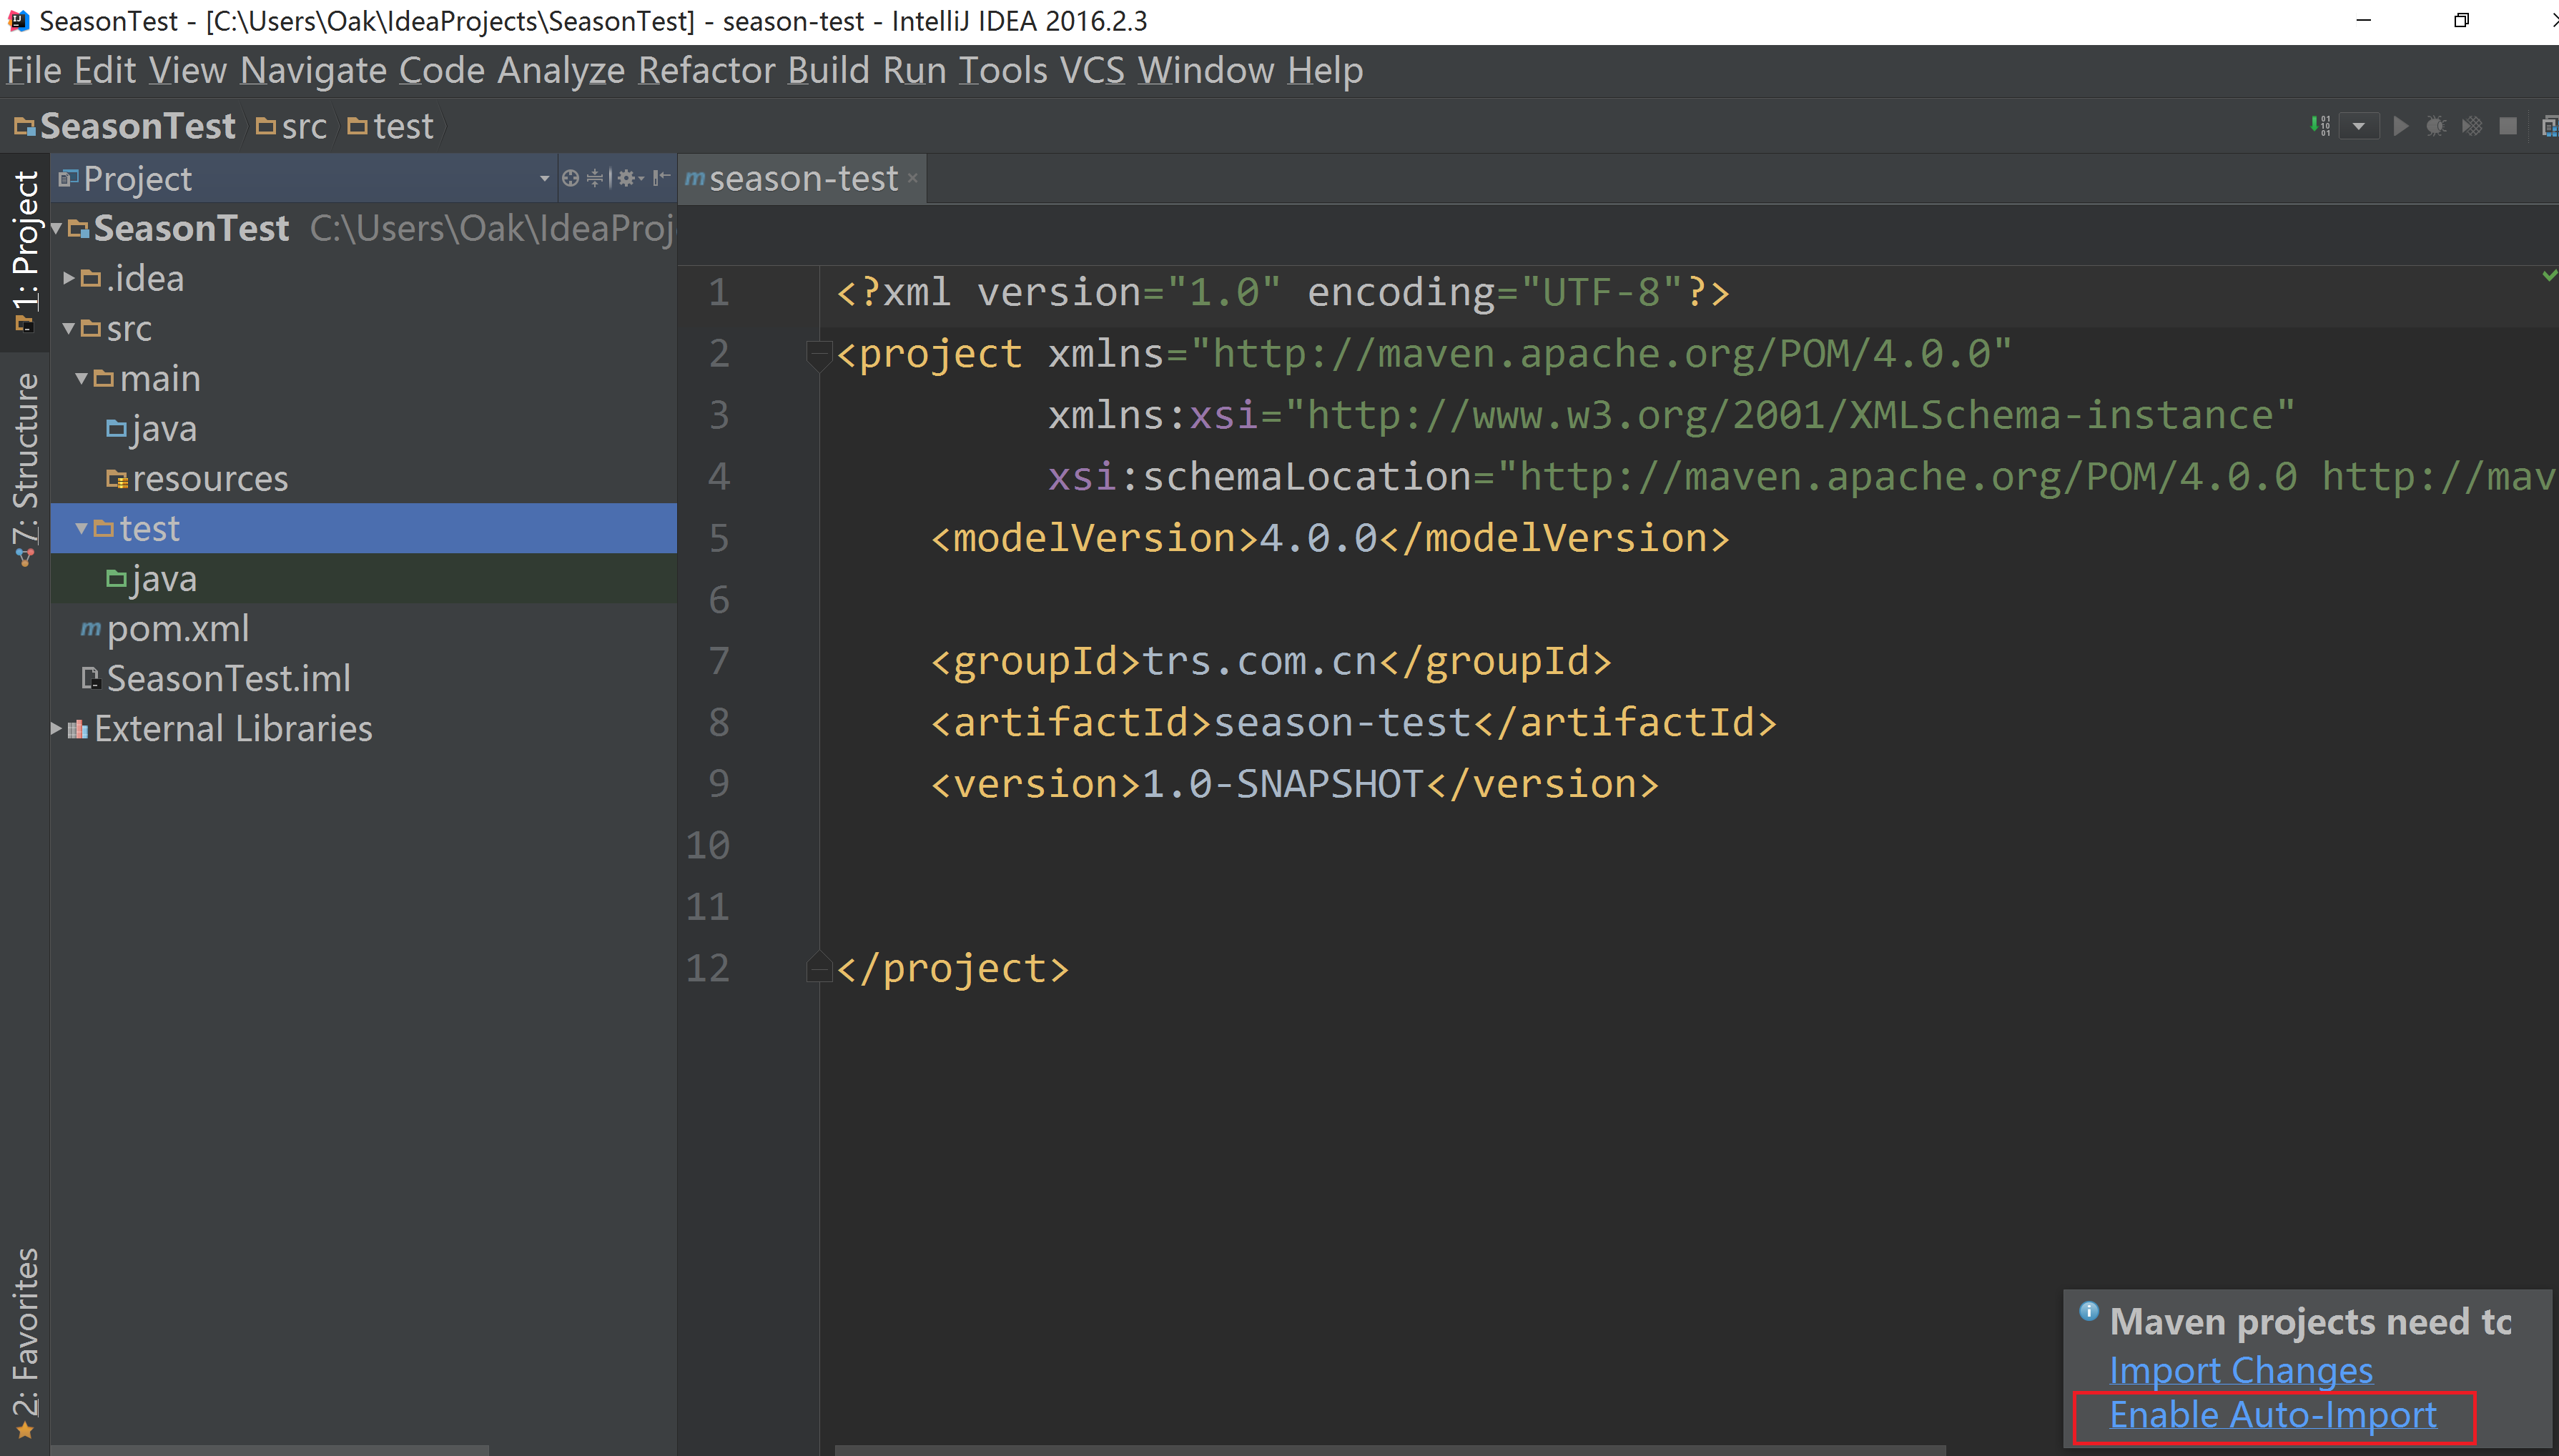 SeasonTest - [C:\Users\Oak\IdeaProjects\SeasonTest] - season-test - IntelliJ IDEA 2016.2.3
File Edit View Navigate Code Analyze Refactor Build Run Tools VCS Window Help
SeasonTest src test
1: Project
7: Structure
2: Favorites
Project
SeasonTest C:\Users\Oak\IdeaProj
.idea
src
main
java
resources
test
java
pom.xml
SeasonTest.iml
External Libraries
season-test
1 <?xml version="1.0" encoding="UTF-8"?>
2 <project xmlns="http://maven.apache.org/POM/4.0.0"
3 xmlns:xsi="http://www.w3.org/2001/XMLSchema-instance"
4 xsi:schemaLocation="http://maven.apache.org/POM/4.0.0 http://mav
5 <modelVersion>4.0.0</modelVersion>
6
7 <groupId>trs.com.cn</groupId>
8 <artifactId>season-test</artifactId>
9 <version>1.0-SNAPSHOT</version>
10
11
12 </project>
Maven projects need to
Import Changes
Enable Auto-Import